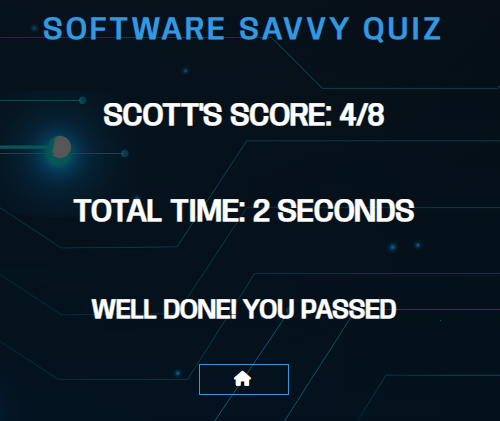 SOFTWARE SAVVY QUIZ
SCOTT'S SCORE: 4/8
TOTAL TIME: 2 SECONDS
WELL DONE! YOU PASSED